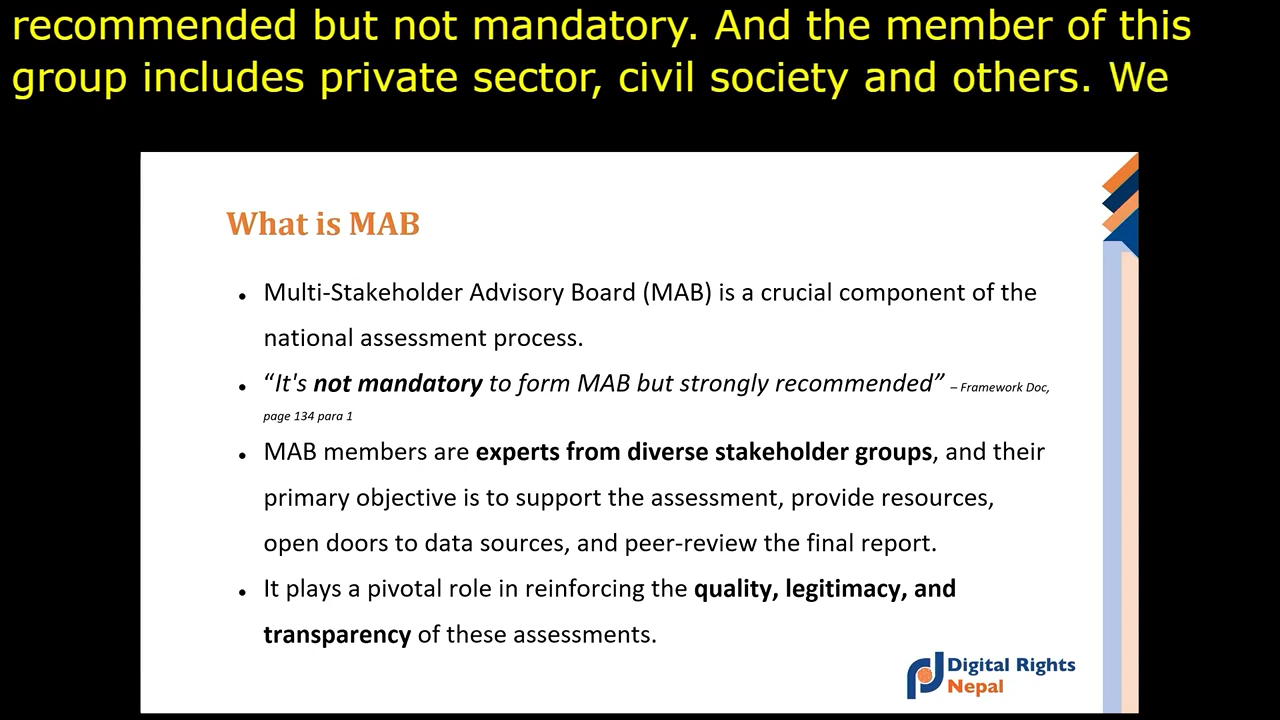 recommended but not mandatory. And the member of this
group includes private sector, civil society and others. We
What is MAB
• Multi-Stakeholder Advisory Board (MAB) is a crucial component of the
national assessment process.
• “It's not mandatory to form MAB but strongly recommended” – Framework Doc,
page 134 para 1
• MAB members are experts from diverse stakeholder groups, and their
primary objective is to support the assessment, provide resources,
open doors to data sources, and peer-review the final report.
• It plays a pivotal role in reinforcing the quality, legitimacy, and
transparency of these assessments.
Digital Rights
Nepal